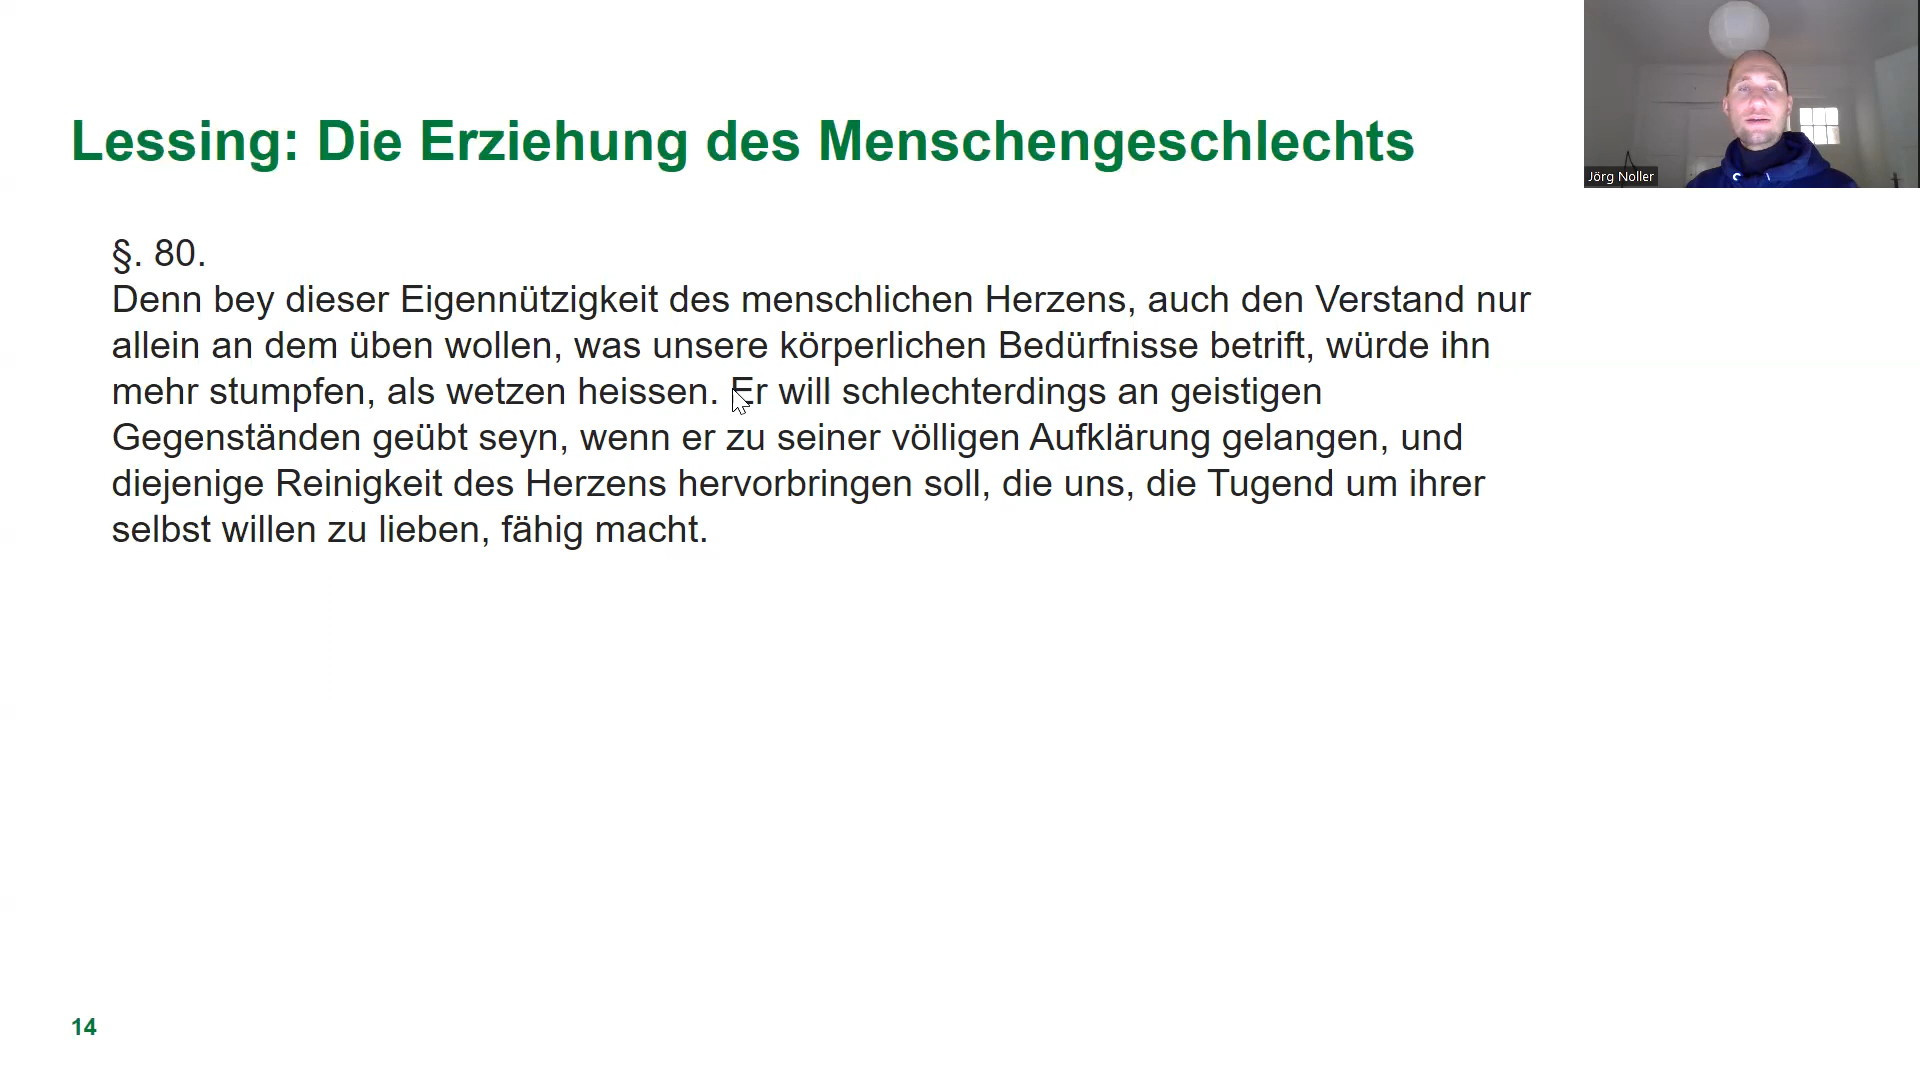 Lessing: Die Erziehung des Menschengeschlechts
Jörg Noller
§. 80.
Denn bey dieser Eigennützigkeit des menschlichen Herzens, auch den Verstand nur
allein an dem üben wollen, was unsere körperlichen Bedürfnisse betrift, würde ihn
mehr stumpfen, als wetzen heissen. Er will schlechterdings an geistigen
Gegenständen geübt seyn, wenn er zu seiner völligen Aufklärung gelangen, und
diejenige Reinigkeit des Herzens hervorbringen soll, die uns, die Tugend um ihrer
selbst willen zu lieben, fähig macht.
14